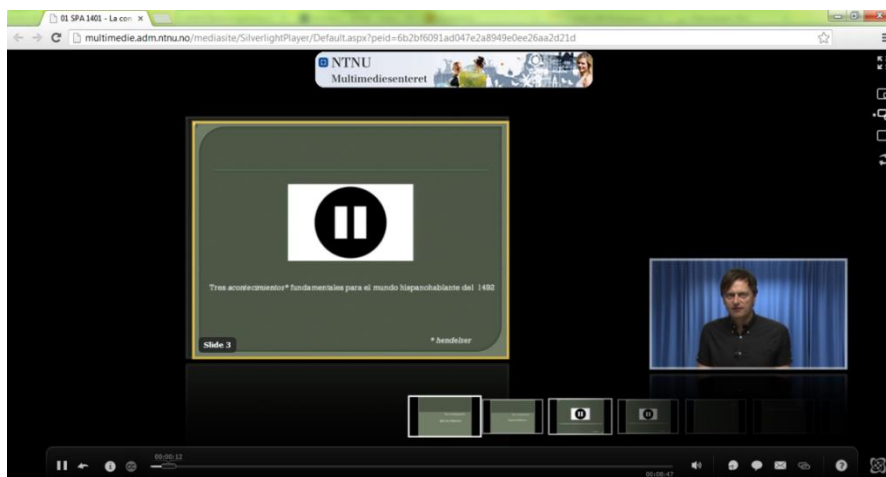 01 SPA 1401 - La con
multimedie.adm.ntnu.no/mediasite/SilverlightPlayer/Default.aspx?peid=6b2bf6091ad047e2a8949e0ee26aa2d21d
NTNU
Multimediesenteret
Tres acontecimientos* fundamentales para el mundo hispanohablante del 1492
* hendelser
Slide 3
00:00:12
00:08:47